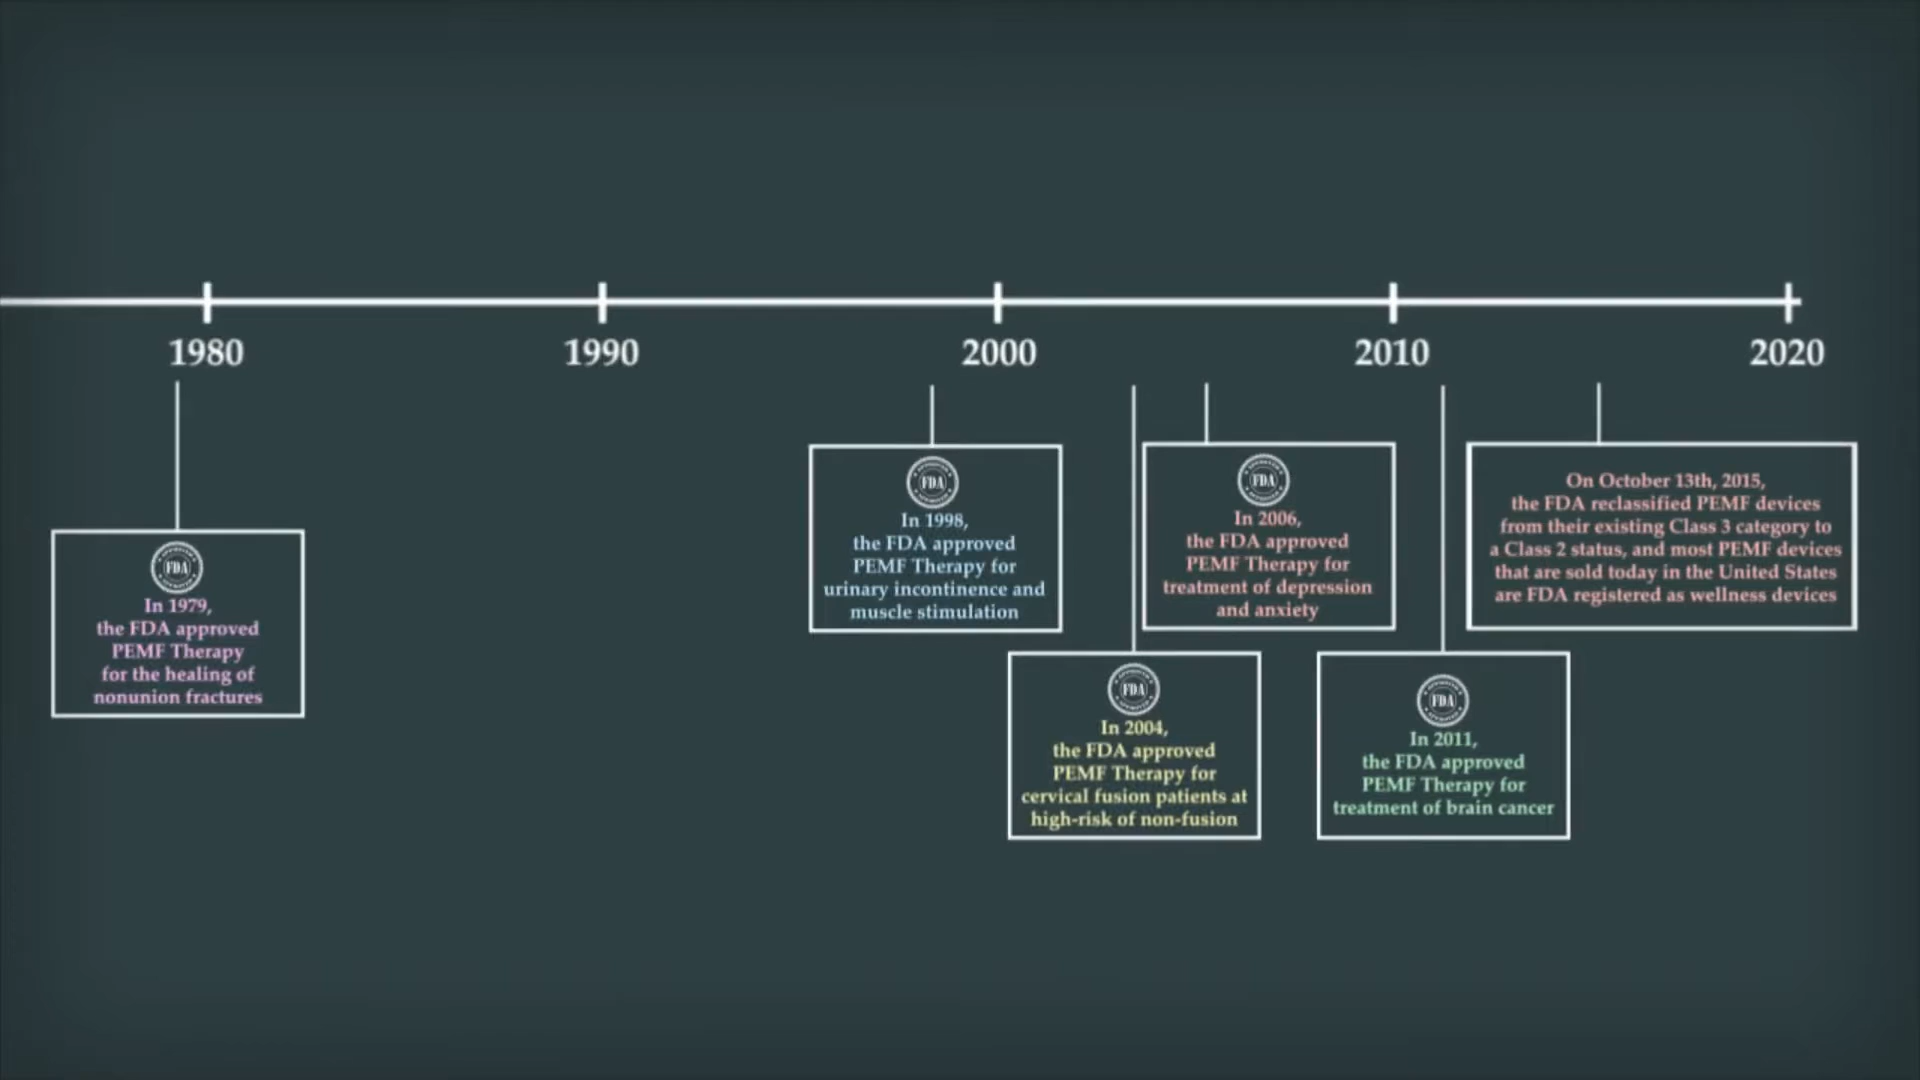 1980
1990
2000
2010
2020
FDA
In 1979,
the FDA approved
PEMF Therapy
for the healing of
nonunion fractures
FDA
In 1998,
the FDA approved
PEMF Therapy for
urinary incontinence and
muscle stimulation
FDA
In 2004,
the FDA approved
PEMF Therapy for
cervical fusion patients at
high-risk of non-fusion
FDA
In 2006,
the FDA approved
PEMF Therapy for
treatment of depression
and anxiety
FDA
In 2011,
the FDA approved
PEMF Therapy for
treatment of brain cancer
On October 13th, 2015,
the FDA reclassified PEMF devices
from their existing Class 3 category to
a Class 2 status, and most PEMF devices
that are sold today in the United States
are FDA registered as wellness devices